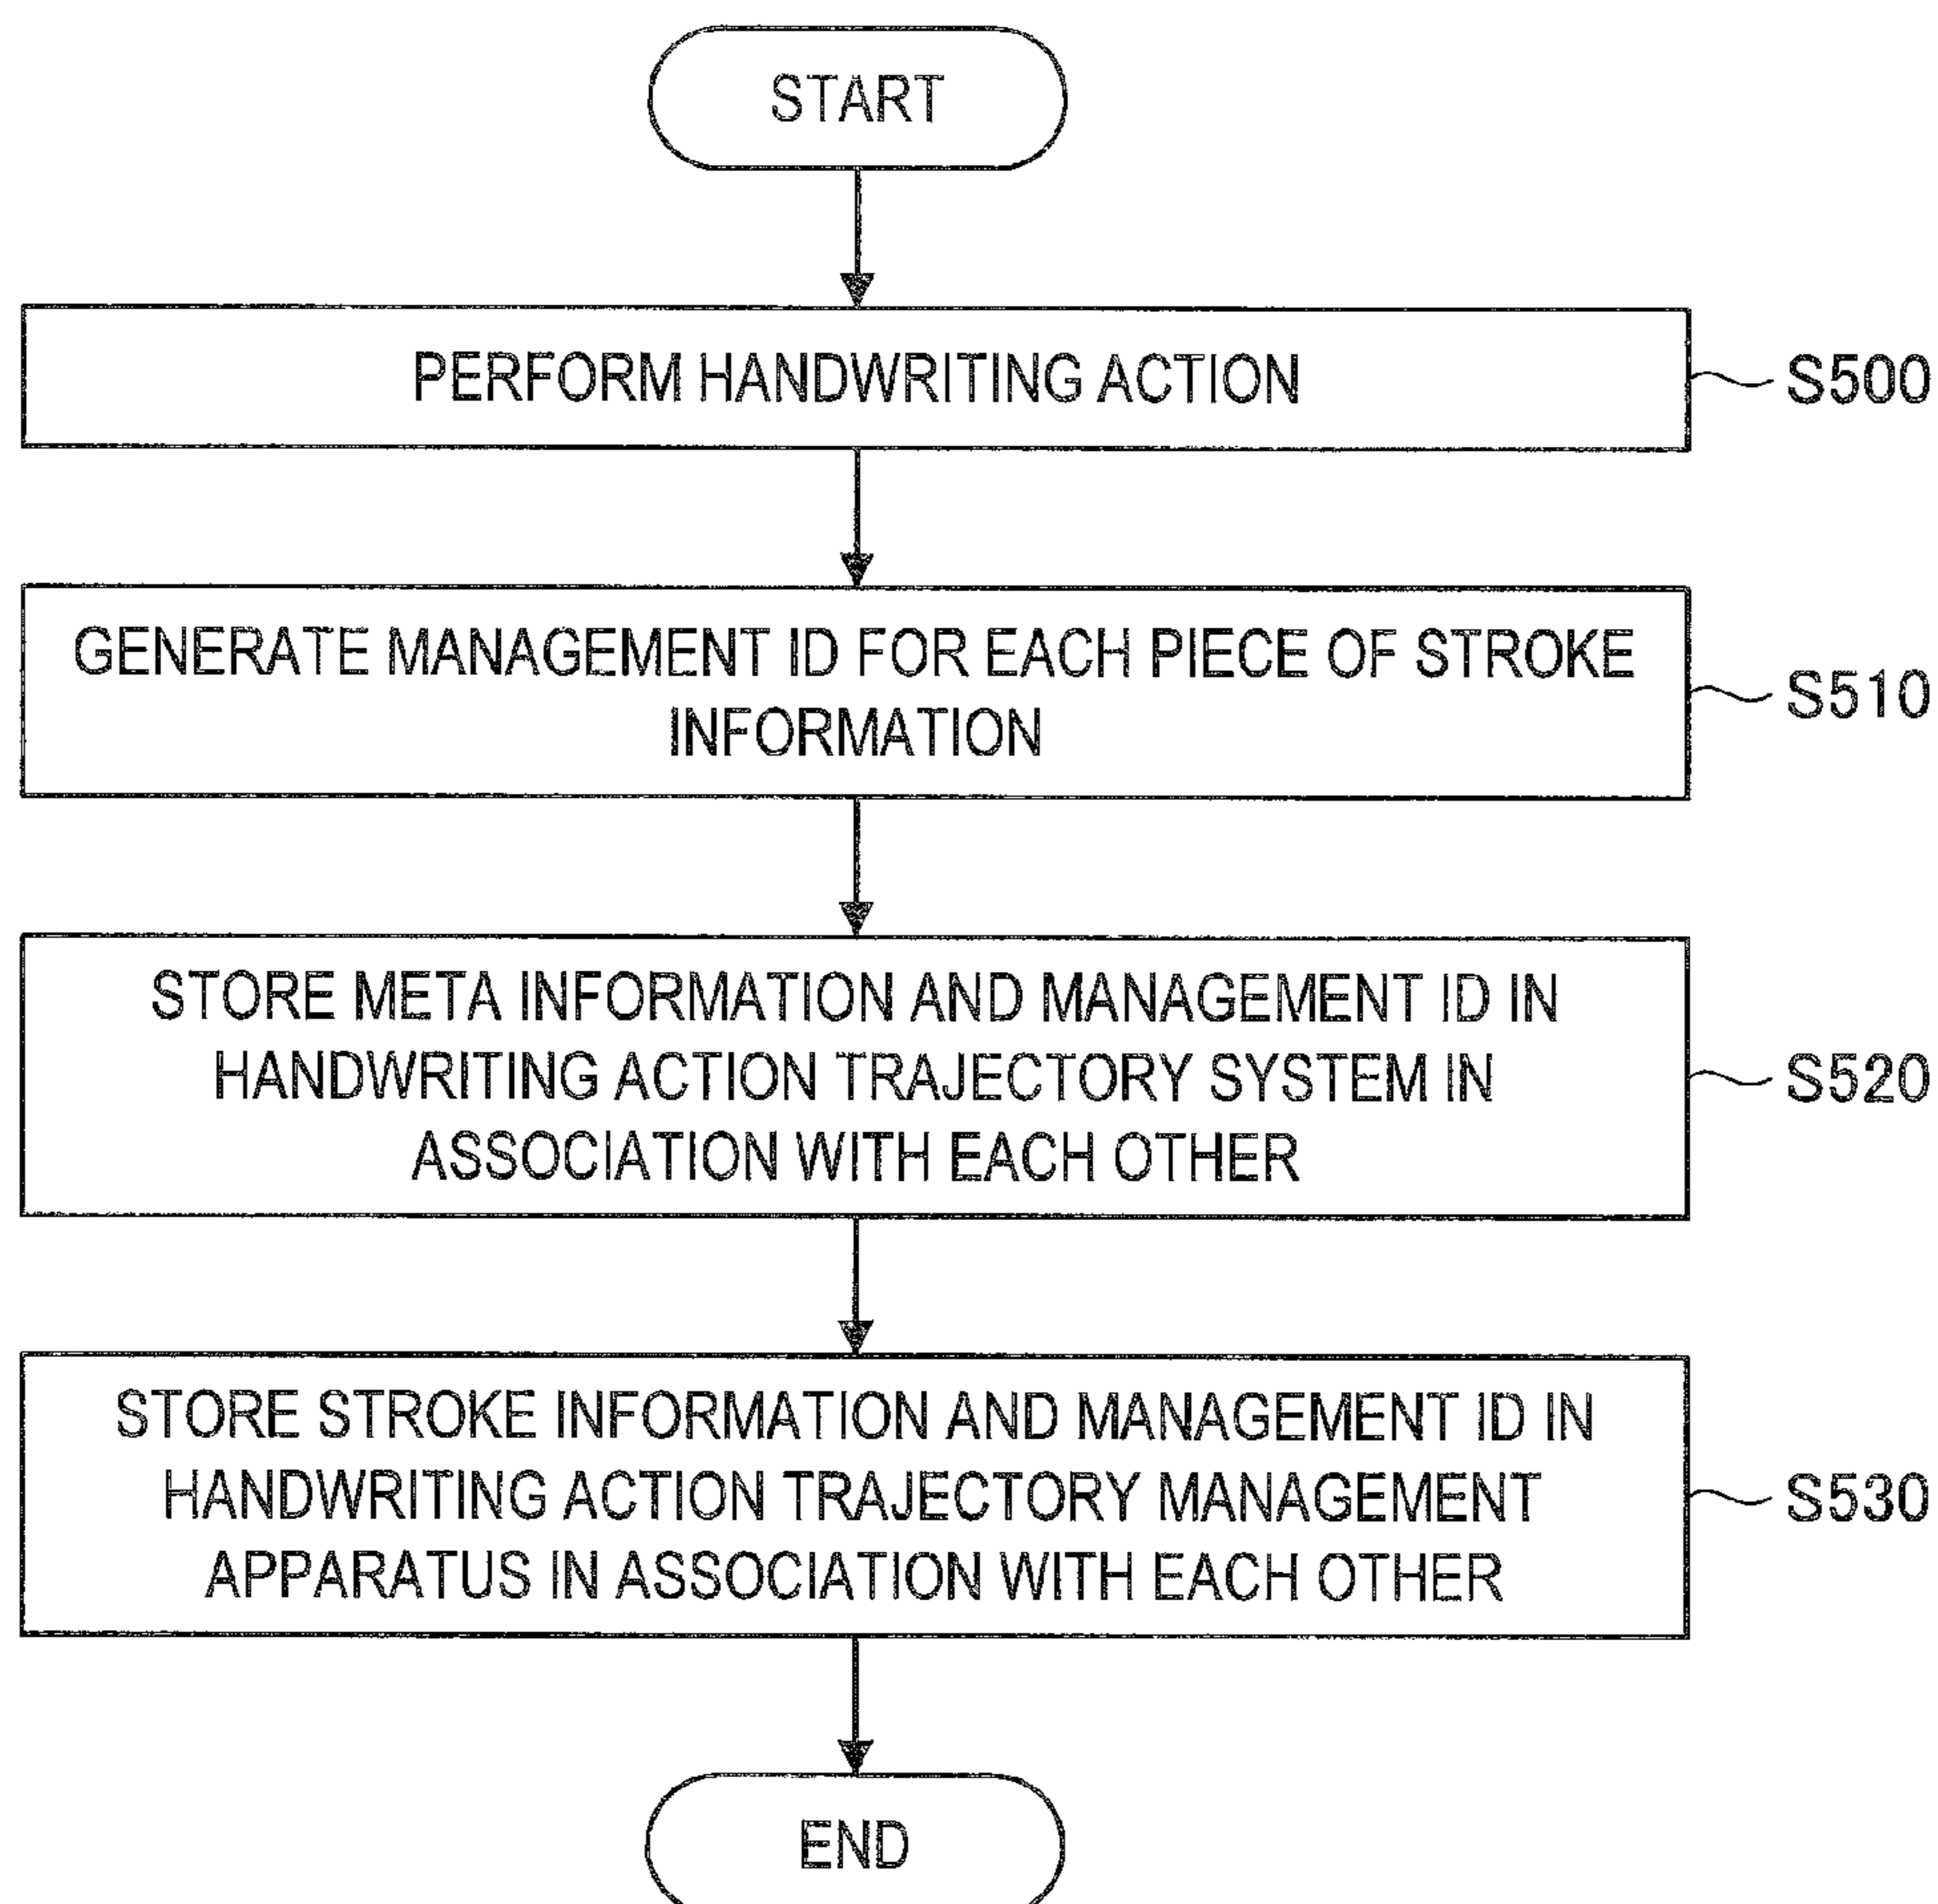 START
PERFORM HANDWRITING ACTION
S500
GENERATE MANAGEMENT ID FOR EACH PIECE OF STROKE
INFORMATION
S510
STORE META INFORMATION AND MANAGEMENT ID IN
HANDWRITING ACTION TRAJECTORY SYSTEM IN
ASSOCIATION WITH EACH OTHER
S520
STORE STROKE INFORMATION AND MANAGEMENT ID IN
HANDWRITING ACTION TRAJECTORY MANAGEMENT
APPARATUS IN ASSOCIATION WITH EACH OTHER
S530
END